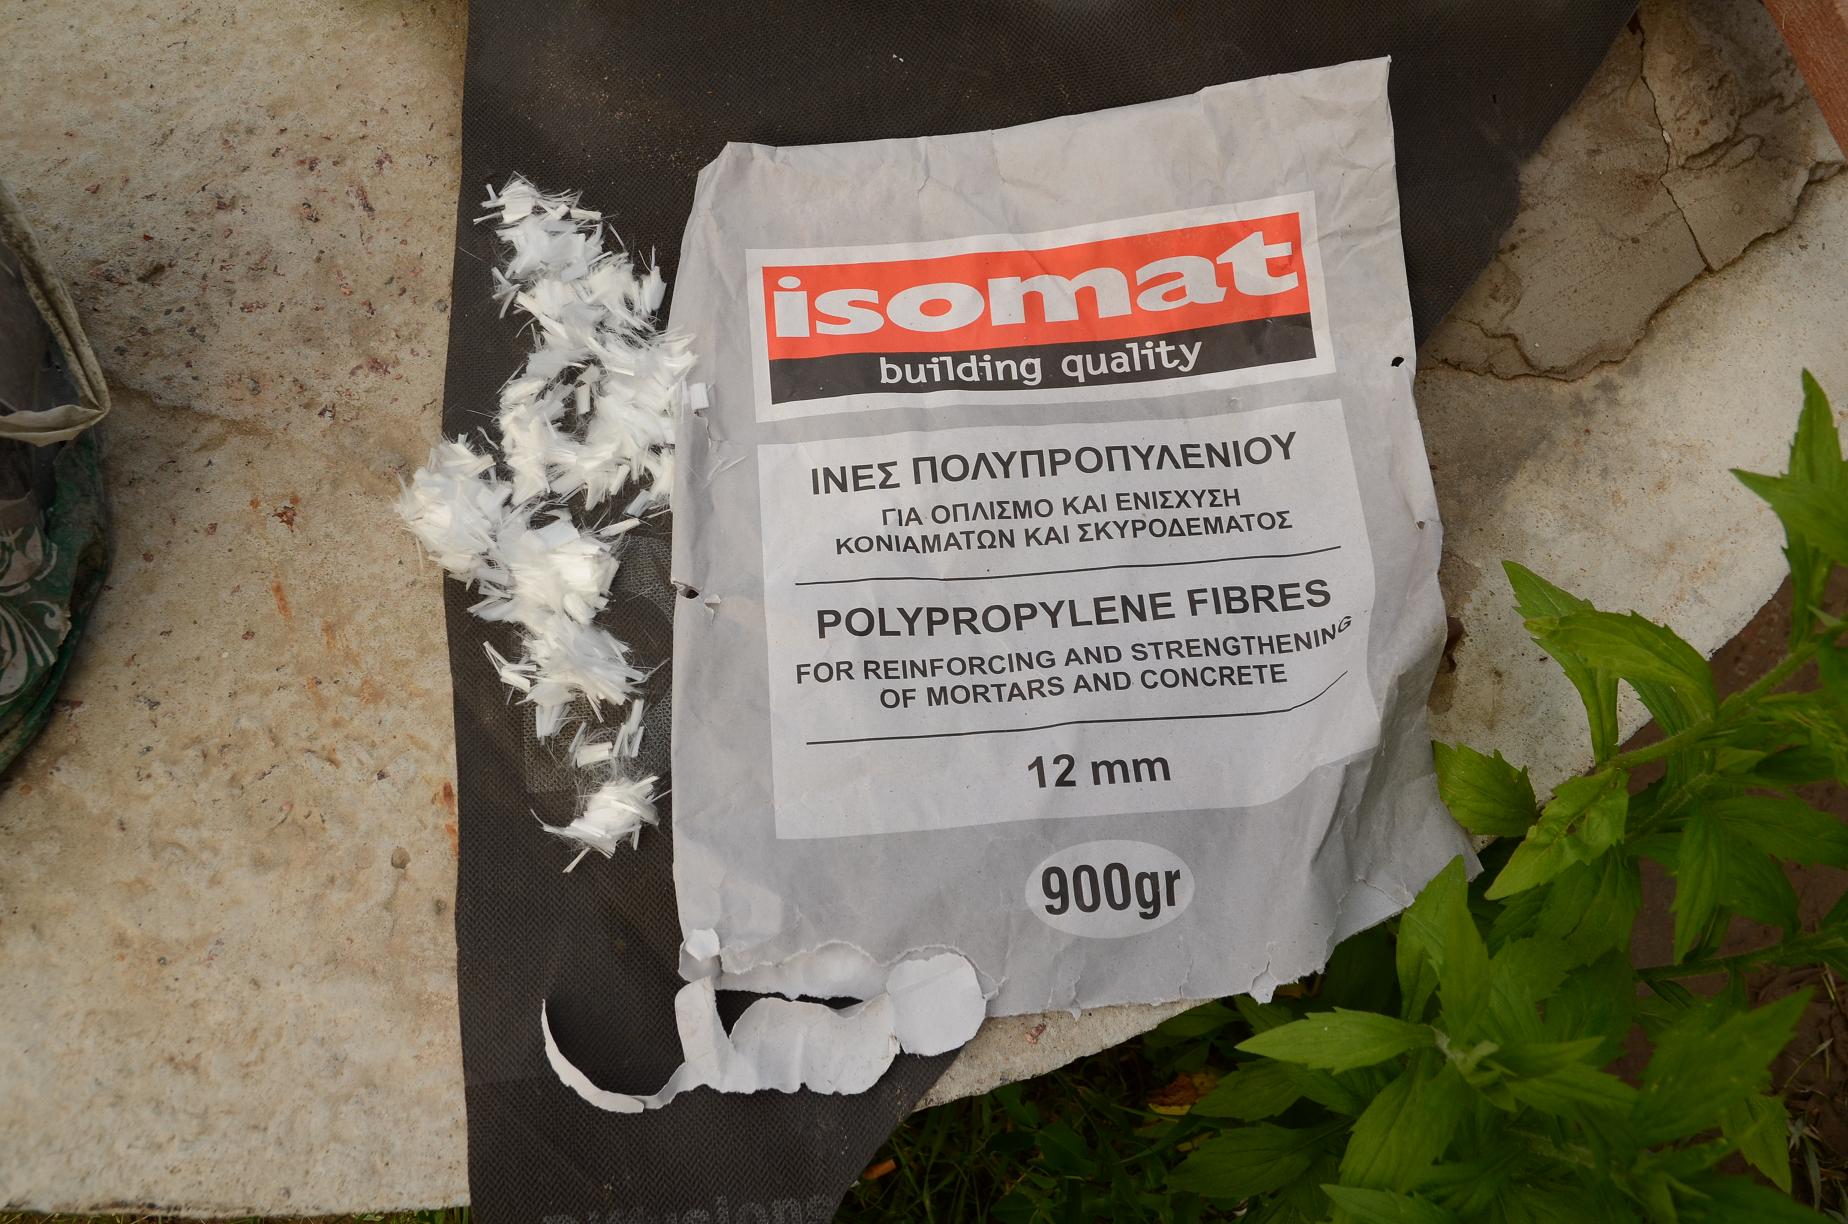 isomat
building quality
ΙΝΕΣ ΠΟΛΥΠΡΟΠΥΛΕΝΙΟΥ
ΓΙΑ ΟΠΛΙΣΜΟ ΚΑΙ ΕΝΙΣΧΥΣΗ
ΚΟΝΙΑΜΑΤΩΝ ΚΑΙ ΣΚΥΡΟΔΕΜΑΤΟΣ
POLYPROPYLENE FIBRES
FOR REINFORCING AND STRENGTHENING
OF MORTARS AND CONCRETE
12 mm
900gr